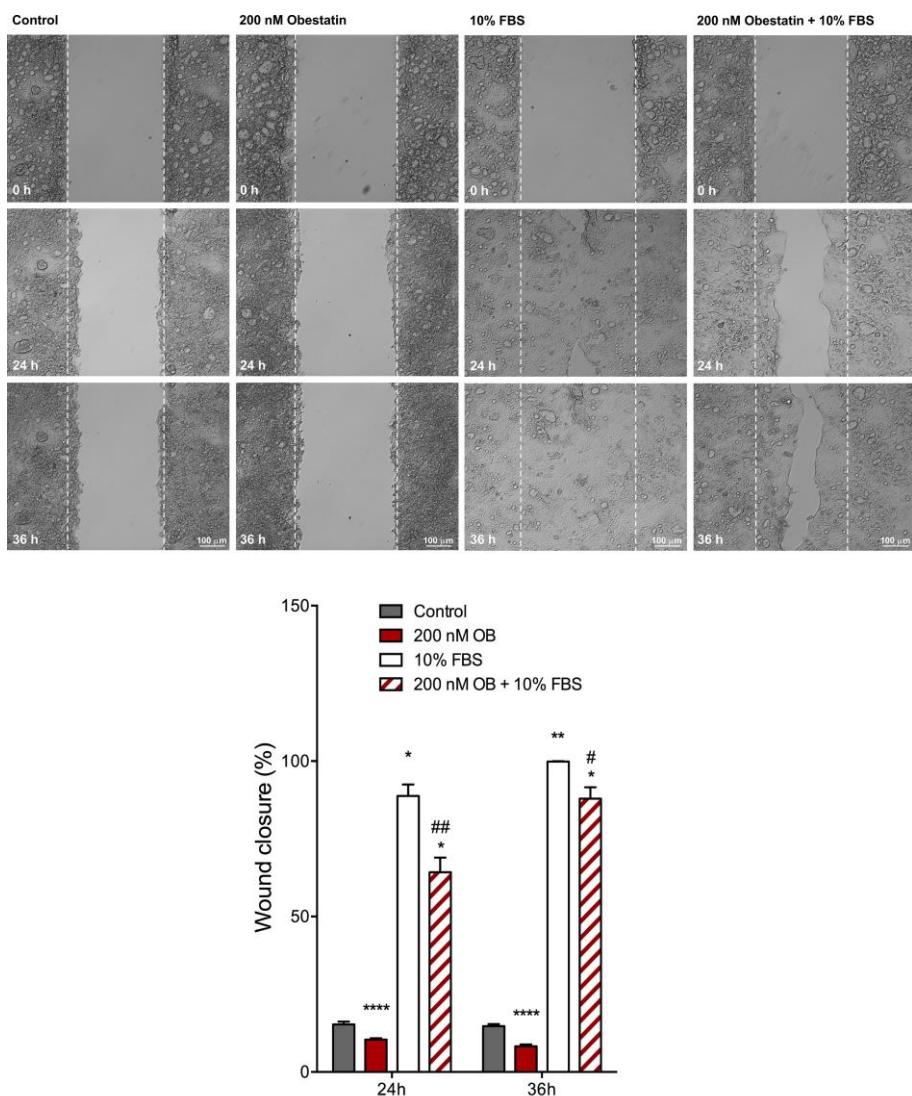 Control 200 nM Obestatin 10% FBS 200 nM Obestatin + 10% FBS
0 h 0 h 0 h 0 h
24 h 24 h 24 h 24 h
36 h 100 µm 36 h 100 µm 36 h 100 µm 36 h 100 µm
150
Control
200 nM OB
10% FBS
200 nM OB + 10% FBS
Wound closure (%)
100
* ** #
*
##
*
50
**** ****
0
24h 36h